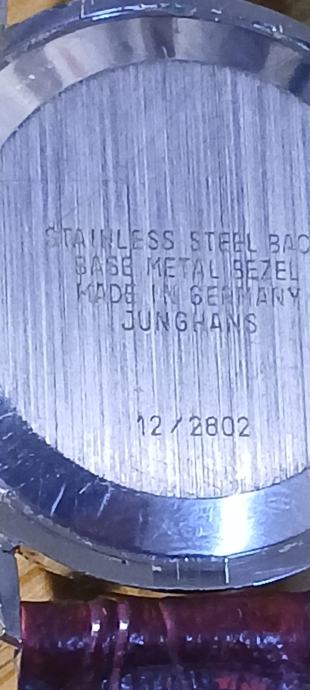 STAINLESS STEEL BAC
BASE METAL BEZEL
MADE IN GERMANY
JUNGHANS
12/2802